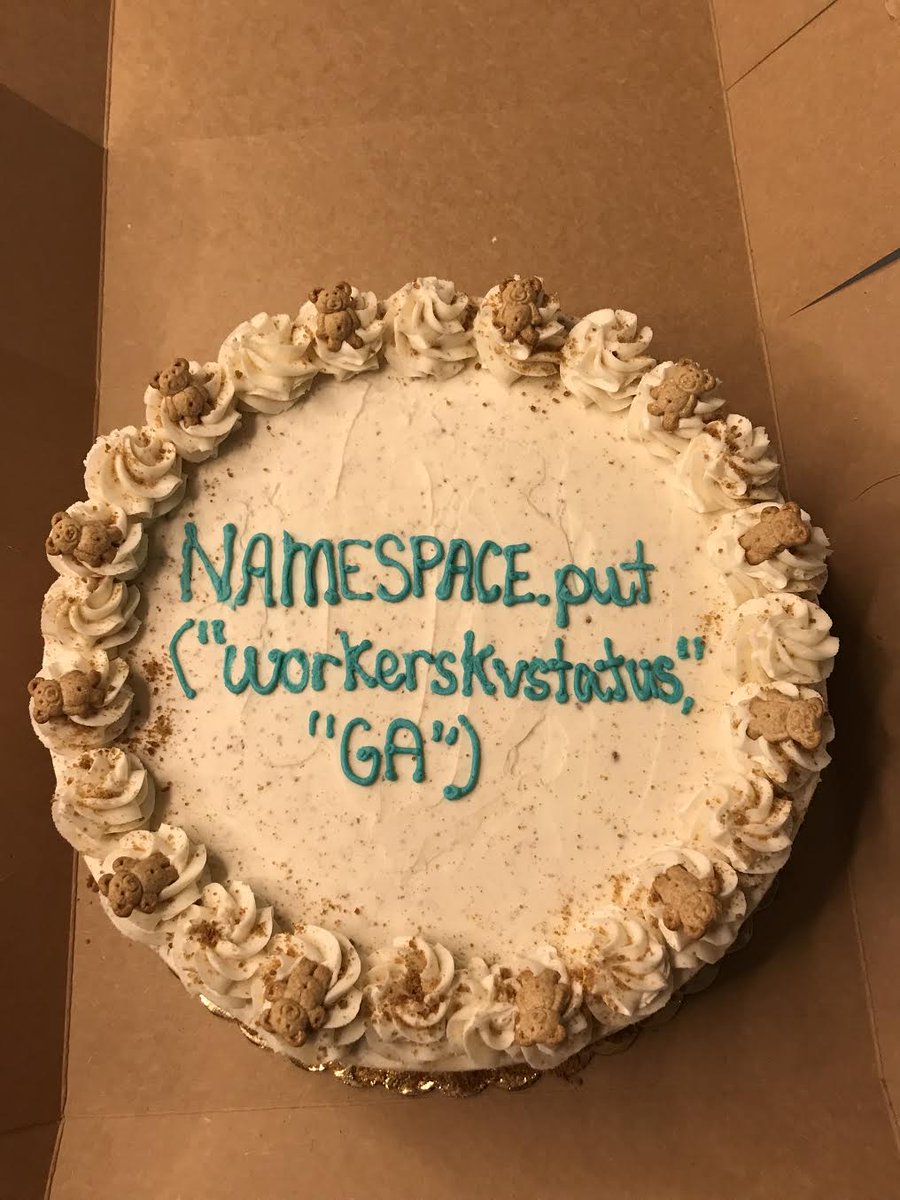 NAMESPACE.put
("workerskvstatus",
"GA")